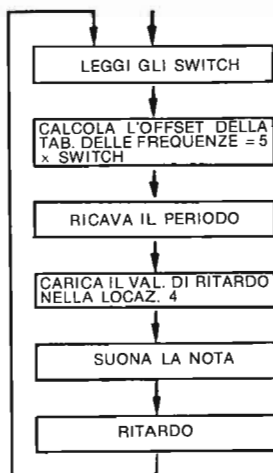 LEGGI GLI SWITCH
CALCOLA L'OFFSET DELLA
TAB. DELLE FREQUENZE = 5
× SWITCH
RICAVA IL PERIODO
CARICA IL VAL. DI RITARDO
NELLA LOCAZ. 4
SUONA LA NOTA
RITARDO